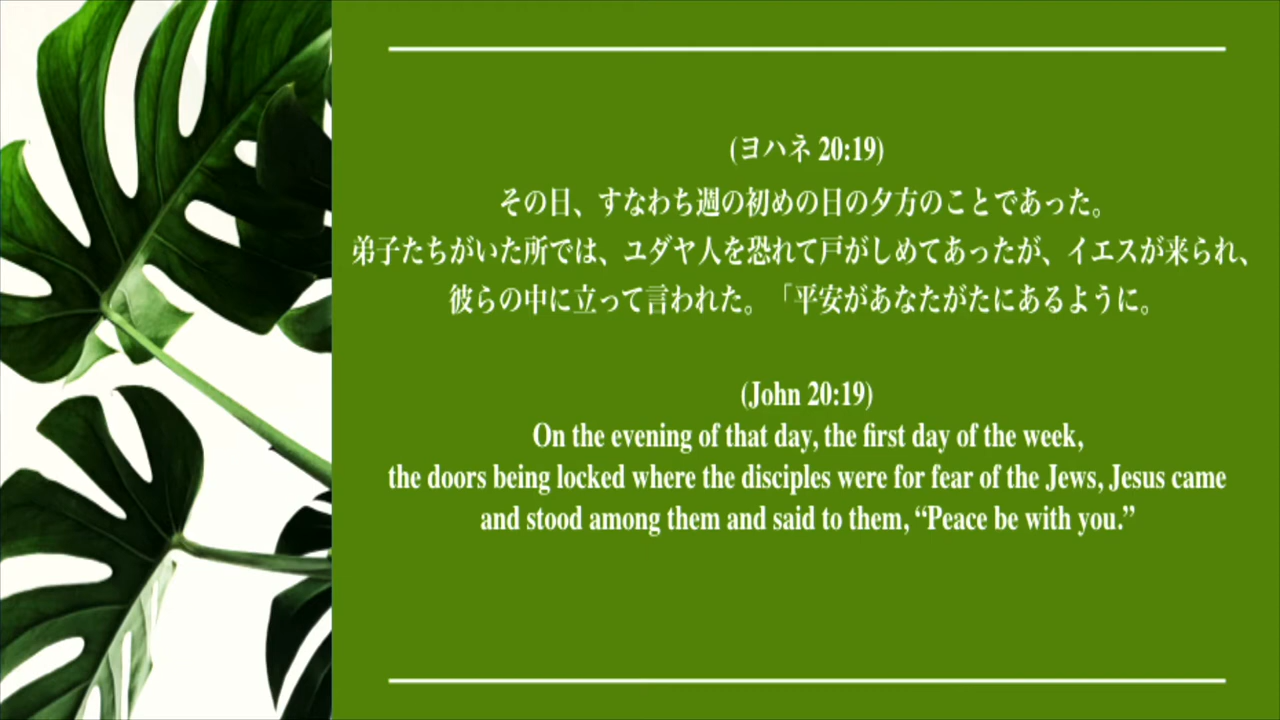 (ヨハネ 20:19)
その日、すなわち週の初めの日の夕方のことであった。
弟子たちがいた所では、ユダヤ人を恐れて戸がしめてあったが、イエスが来られ、
彼らの中に立って言われた。「平安があなたがたにあるように。
(John 20:19)
On the evening of that day, the first day of the week,
the doors being locked where the disciples were for fear of the Jews, Jesus came
and stood among them and said to them, “Peace be with you.”